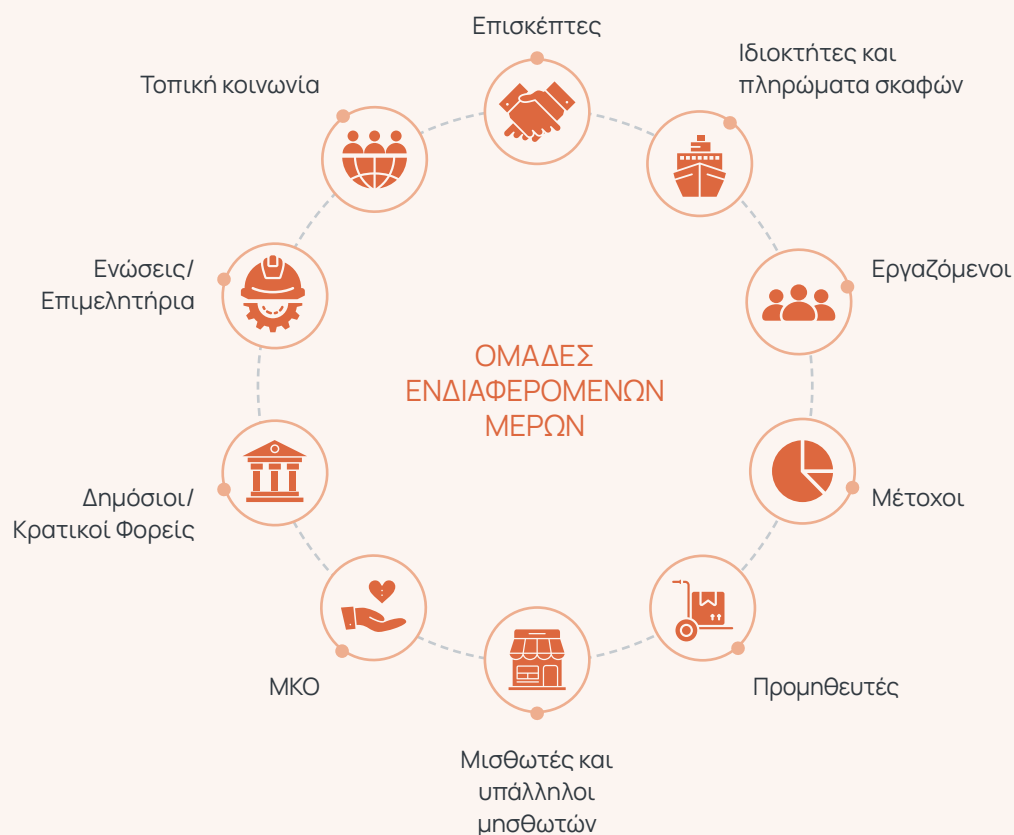 Επισκέπτες
Ιδιοκτήτες και
πληρώματα σκαφών
Τοπική κοινωνία
Εργαζόμενοι
Ενώσεις/
Επιμελητήρια
ΟΜΑΔΕΣ
ΕΝΔΙΑΦΕΡΟΜΕΝΩΝ
ΜΕΡΩΝ
Μέτοχοι
Δημόσιοι/
Κρατικοί Φορείς
Προμηθευτές
ΜΚΟ
Μισθωτές και
υπάλληλοι
μησθωτών